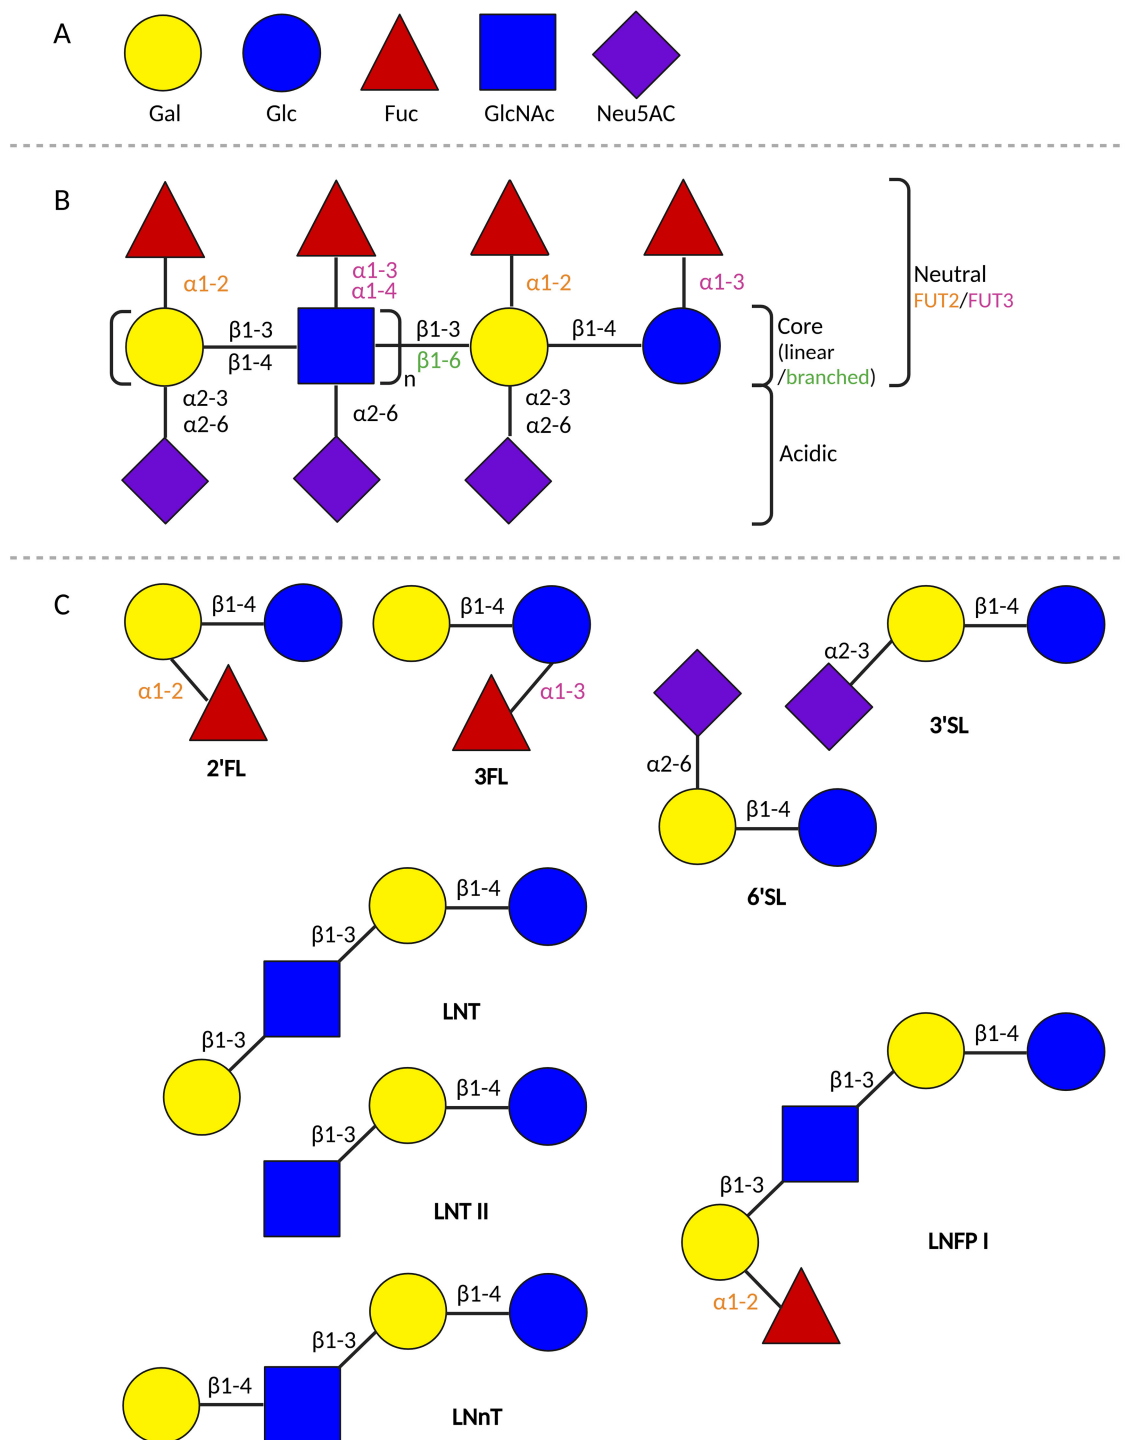 A
Gal Glc Fuc GlcNAc Neu5AC
B
α1-2 α1-3 α1-2 α1-3
α1-4
Neutral
FUT2/FUT3
β1-3 β1-3 β1-4
β1-4 β1-6
n
Core
(linear
/branched)
α2-3 α2-6 α2-3
α2-6 α2-6
Acidic
C
β1-4 β1-4 β1-4
α1-2 α1-3 α2-3
2'FL 3FL 3'SL
α2-6
β1-4
6'SL
β1-4
β1-3
LNT
β1-3
β1-4
β1-3
LNT II
β1-4
β1-3
β1-3
LNFP I
α1-2
β1-4
β1-3
β1-4
LNnT